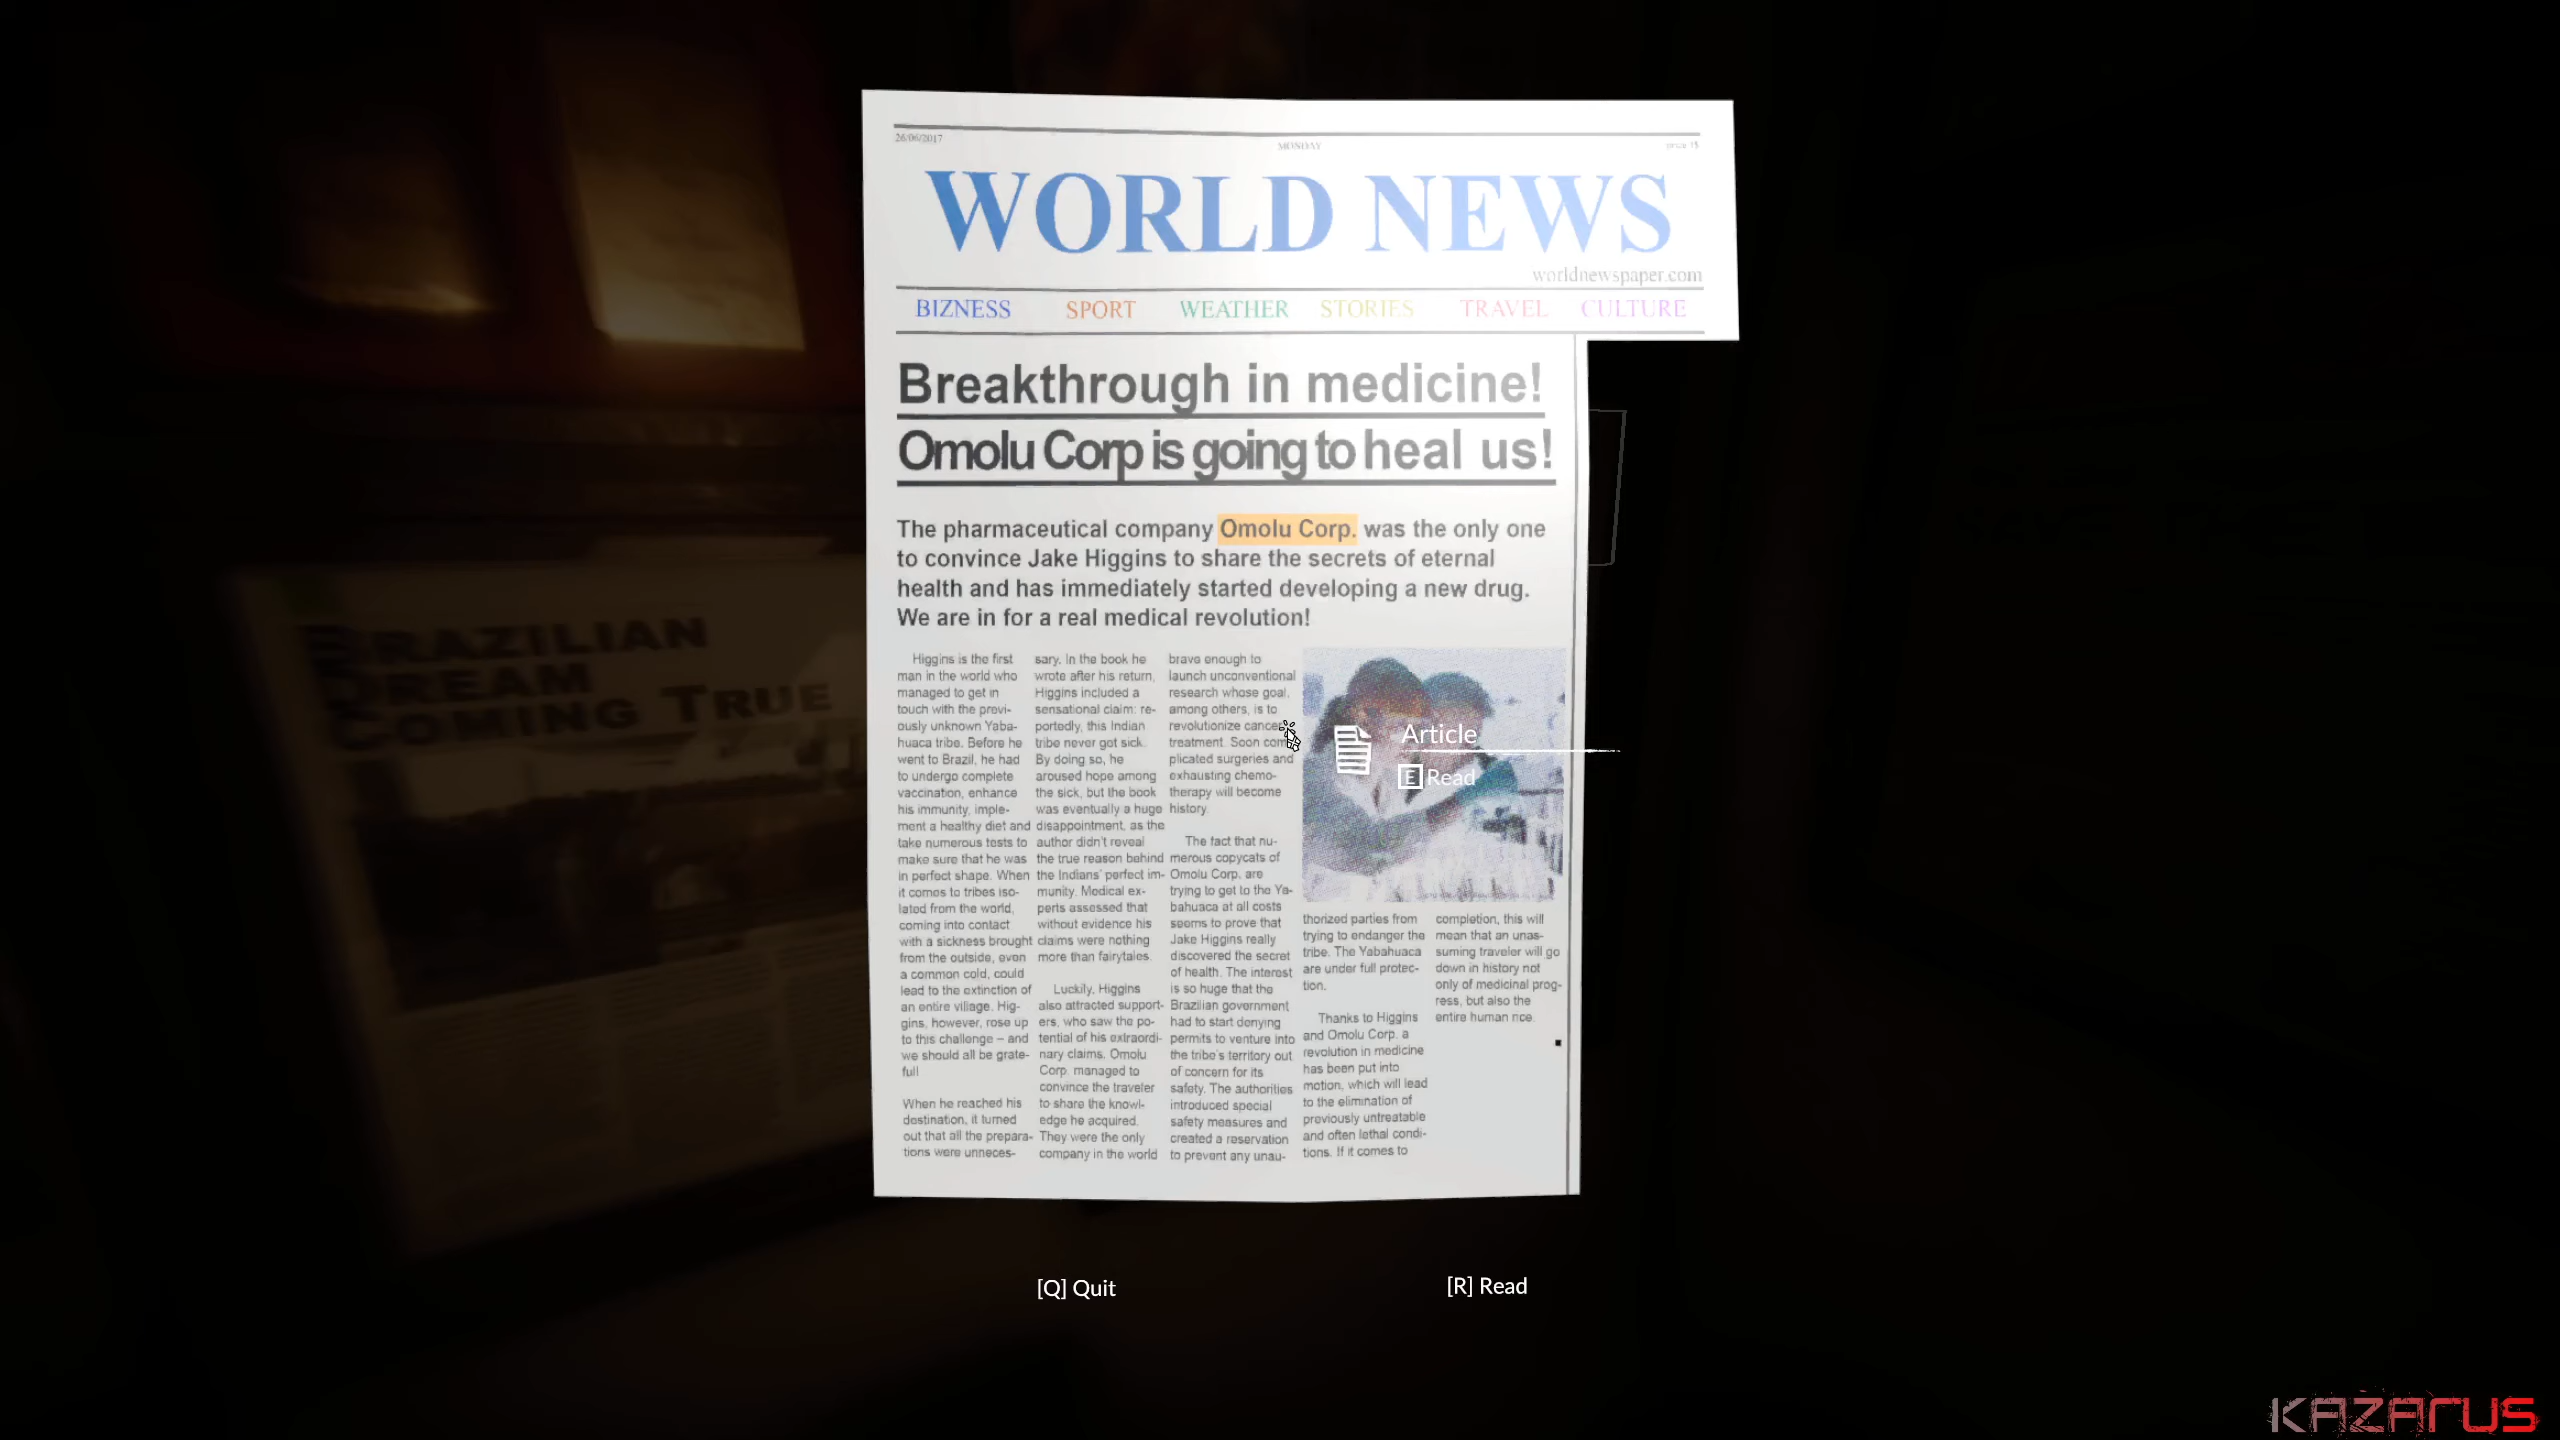 26/06/2017
MONDAY
WORLD NEWS
worldnewspaper.com
BIZNESS SPORT WEATHER STORIES TRAVEL CULTURE
Breakthrough in medicine!
Omolu Corp is going to heal us!
The pharmaceutical company Omolu Corp. was the only one
to convince Jake Higgins to share the secrets of eternal
health and has immediately started developing a new drug.
We are in for a real medical revolution!
Higgins is the first
man in the world who
managed to get in
touch with the previ-
ously unknown Yaba-
huaca tribe. Before he
went to Brazil, he had
to undergo complete
vaccination, enhance
his immunity, imple-
ment a healthy diet and
take numerous tests to
make sure that he was
in perfect shape. When
it comes to tribes iso-
lated from the world,
coming into contact
with a sickness brought
from the outside, even
a common cold, could
lead to the extinction of
an entire village. Hig-
gins, however, rose up
to this challenge – and
we should all be grate-
full
When he reached his
destination, it turned
out that all the prepara-
tions were unneces-
sary. In the book he
wrote after his return,
Higgins included a
sensational claim: re-
portedly, this Indian
tribe never got sick.
By doing so, he
aroused hope among
the sick, but the book
was eventually a huge
disappointment, as the
author didn't reveal
the true reason behind
the Indians' perfect im-
munity. Medical ex-
perts assessed that
without evidence his
claims were nothing
more than fairytales.
Luckily, Higgins
also attracted support-
ers, who saw the po-
tential of his extraordi-
nary claims. Omolu
Corp. managed to
convince the traveler
to share the knowl-
edge he acquired.
They were the only
company in the world
brave enough to
launch unconventional
research whose goal,
among others, is to
revolutionize cancer
treatment. Soon com-
plicated surgeries and
exhausting chemo-
therapy will become
history.
The fact that nu-
merous copycats of
Omolu Corp. are
trying to get to the Ya-
bahuaca at all costs
seems to prove that
Jake Higgins really
discovered the secret
of health. The interest
is so huge that the
Brazilian government
had to start denying
permits to venture into
the tribe's territory out
of concern for its
safety. The authorities
introduced special
safety measures and
created a reservation
to prevent any unau-
thorized parties from
trying to endanger the
tribe. The Yabahuaca
are under full protec-
tion.
Thanks to Higgins
and Omolu Corp. a
revolution in medicine
has been put into
motion, which will lead
to the elimination of
previously untreatable
and often lethal condi-
tions. If it comes to
completion, this will
mean that an unas-
suming traveler will go
down in history not
only of medicinal prog-
ress, but also the
entire human rice.
Article
E Read
BRAZILIAN
DREAM
COMING TRUE
[Q] Quit
[R] Read
KAZARUS